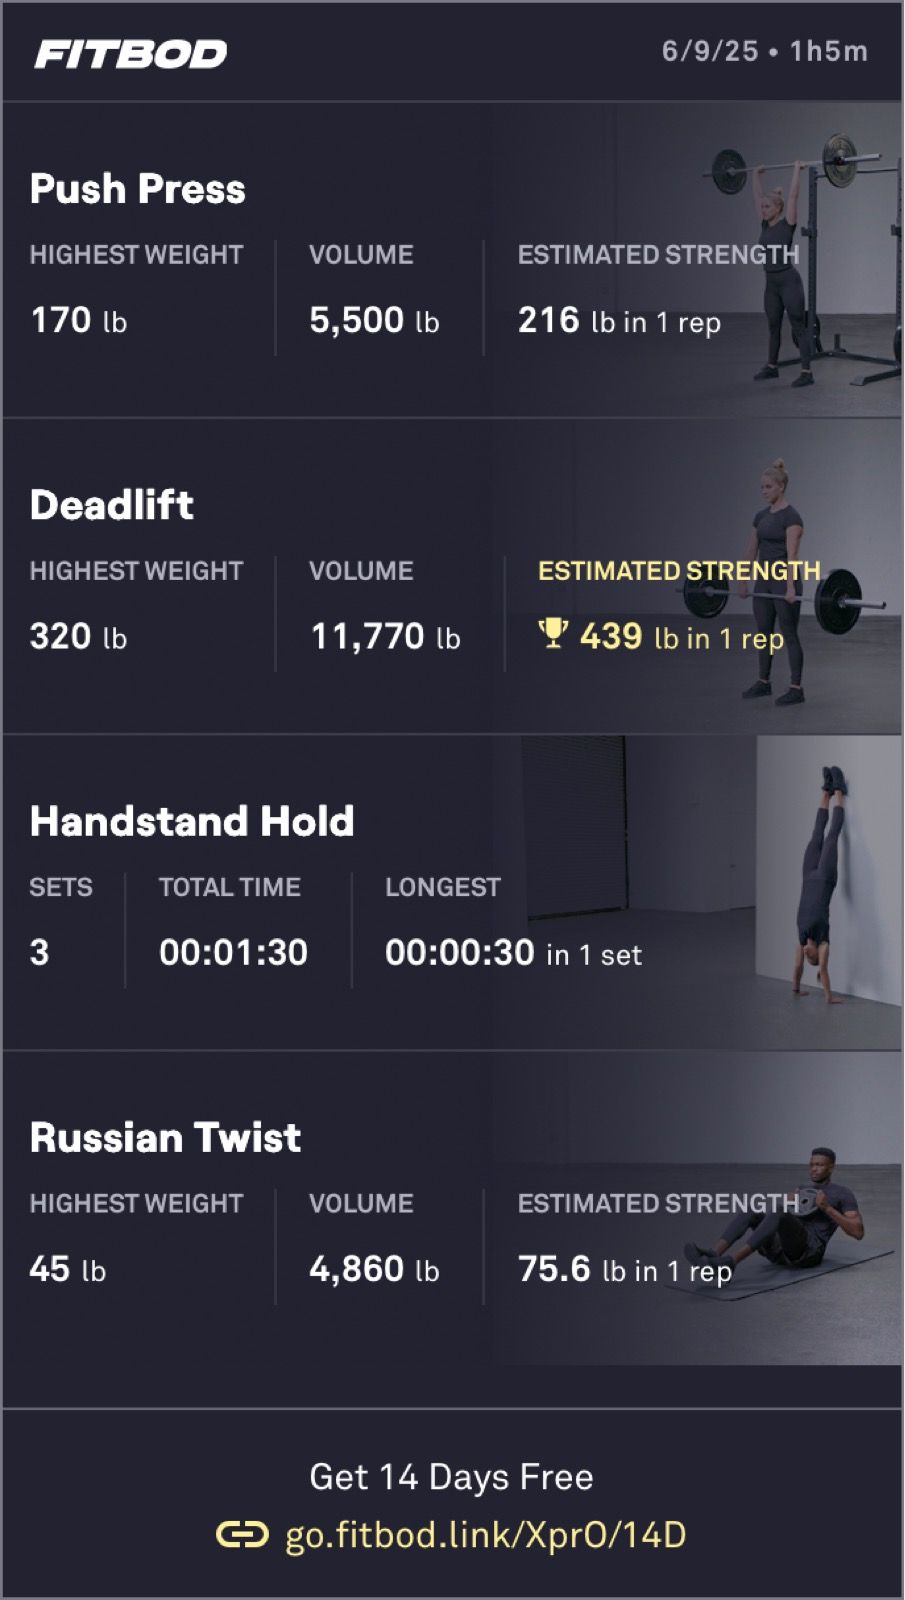 FITBOD
6/9/25 • 1h5m
Push Press
HIGHEST WEIGHT VOLUME ESTIMATED STRENGTH
170 lb 5,500 lb 216 lb in 1 rep
Deadlift
HIGHEST WEIGHT VOLUME ESTIMATED STRENGTH
320 lb 11,770 lb 439 lb in 1 rep
Handstand Hold
SETS TOTAL TIME LONGEST
3 00:01:30 00:00:30 in 1 set
Russian Twist
HIGHEST WEIGHT VOLUME ESTIMATED STRENGTH
45 lb 4,860 lb 75.6 lb in 1 rep
Get 14 Days Free
go.fitbod.link/XprO/14D